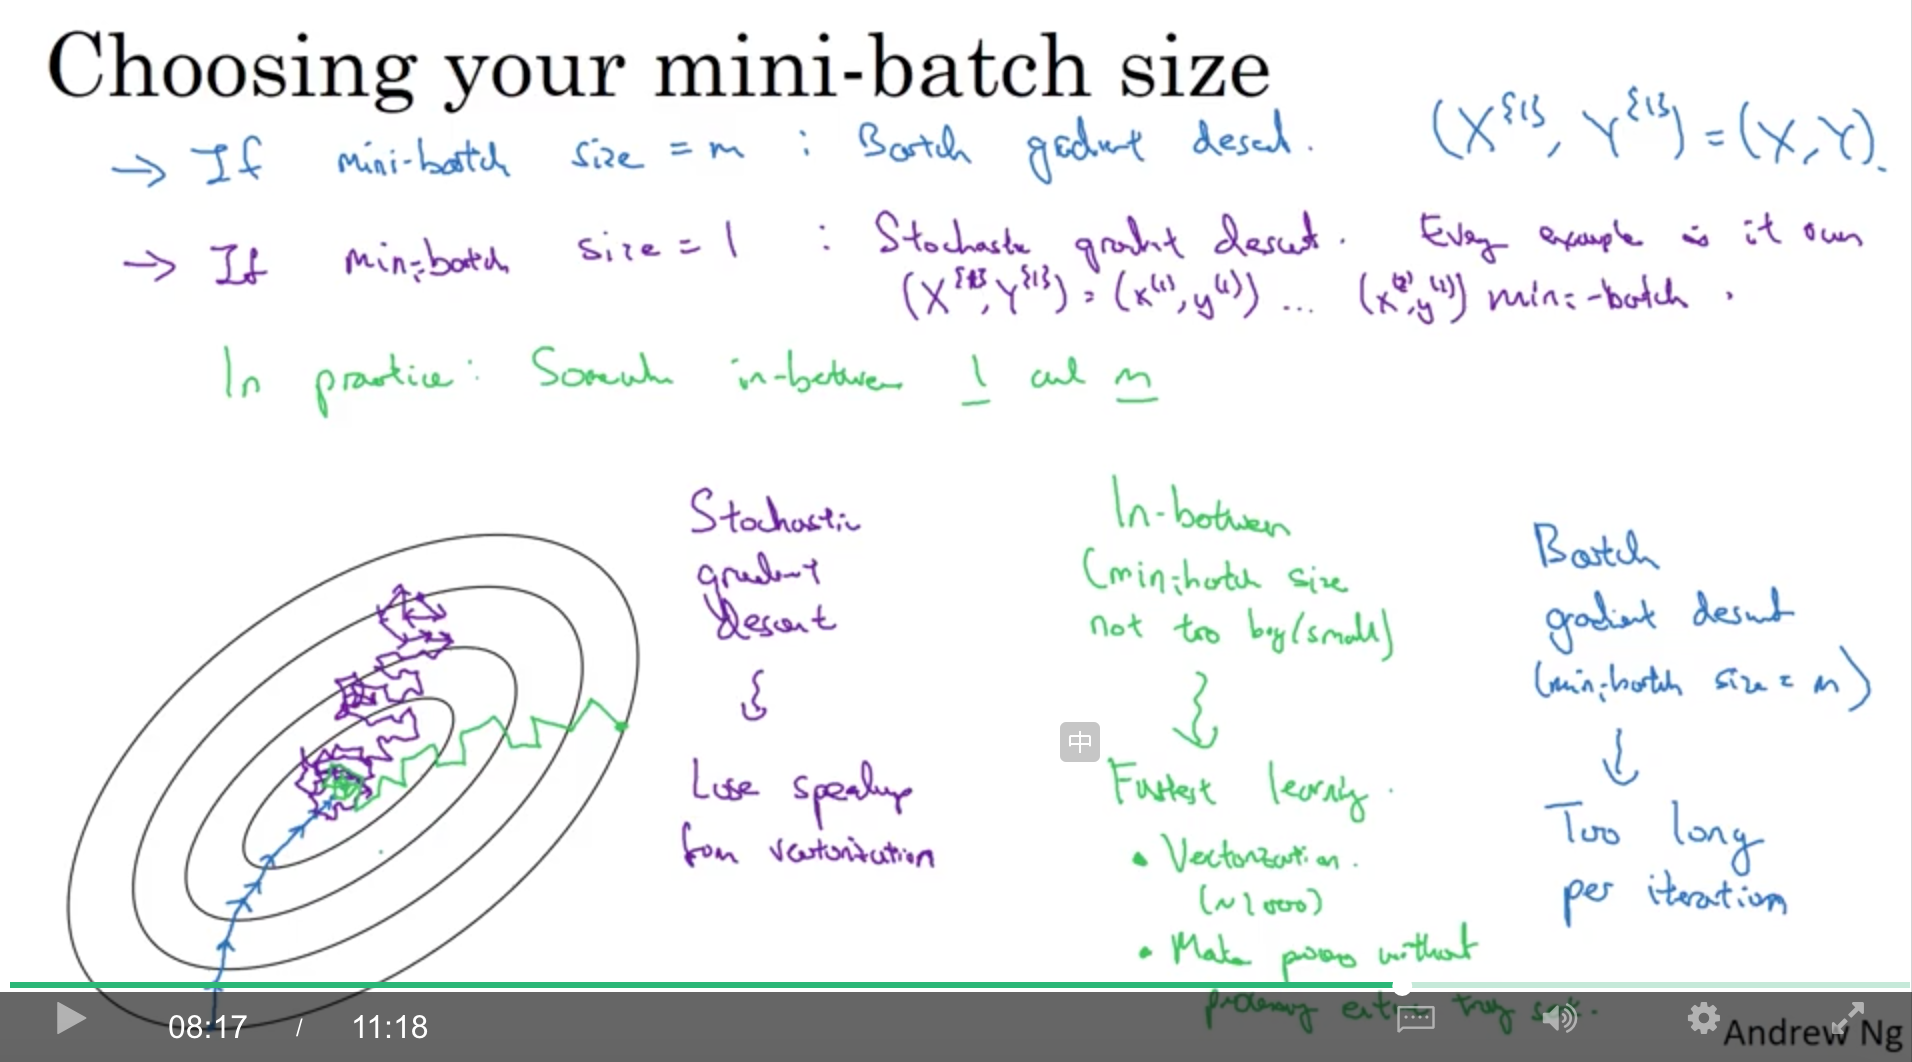 Choosing your mini-batch size
→ If mini-batch size = m : Batch gradient descent. (X^{1}, Y^{1}) = (X, Y).
→ If mini-batch size = 1 : Stochastic gradient descent. Every example is it own
(X^{1}, Y^{1}) = (x^(1), y^(1)) ... (x^(2), y^(1)) mini-batch.
In practice: Somewhere in-between 1 and m
Stochastic
gradient
descent
Lose speedup
from vectorization
In-between
(mini-batch size
not too big/small)
Fastest learning.
• Vectorization.
(~1000)
• Make progress without
processing entire training set.
Batch
gradient descent
(mini-batch size = m)
Too long
per iteration
中
08:17 / 11:18
Andrew Ng